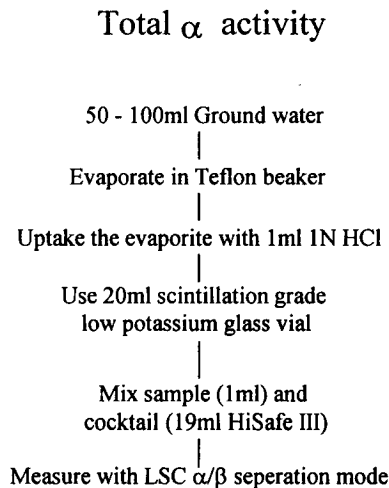 Total α activity
50 - 100ml Ground water
Evaporate in Teflon beaker
Uptake the evaporite with 1ml 1N HCl
Use 20ml scintillation grade
low potassium glass vial
Mix sample (1ml) and
cocktail (19ml HiSafe III)
Measure with LSC α/β seperation mode